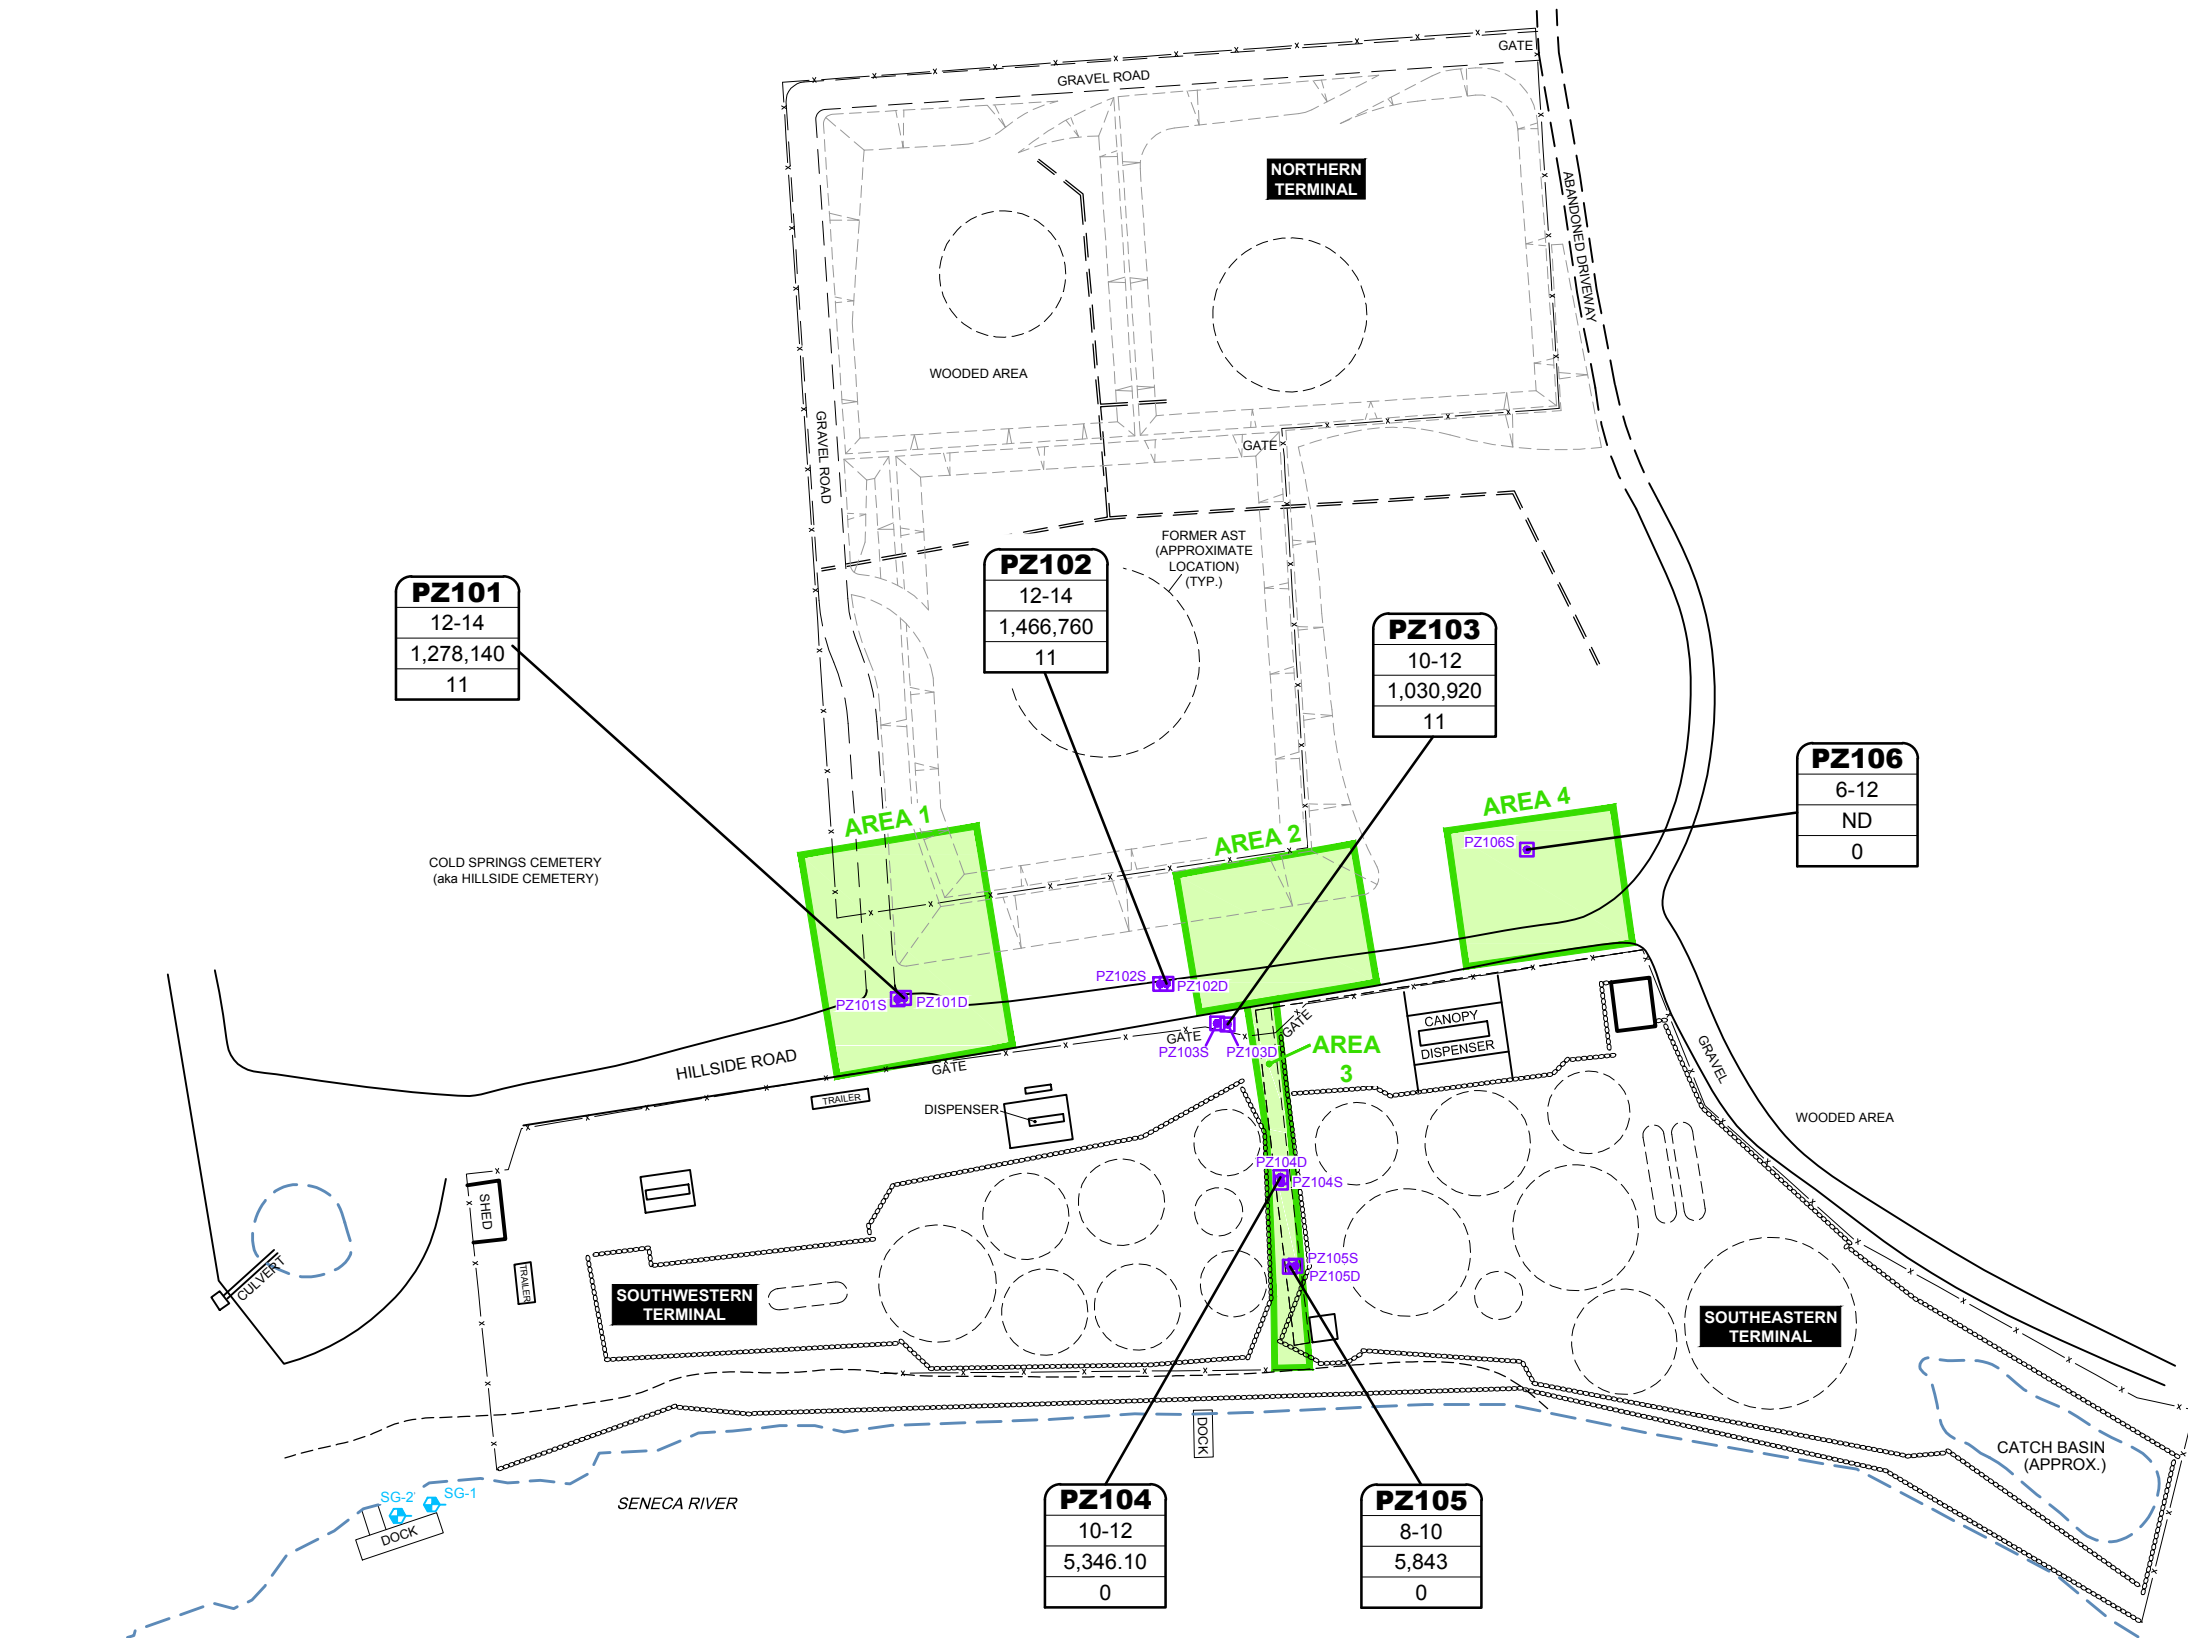 GATE
GRAVEL ROAD
NORTHERN
TERMINAL
ABANDONED DRIVEWAY
WOODED AREA
GRAVEL ROAD
GATE
FORMER AST
(APPROXIMATE
LOCATION)
(TYP.)
PZ101
12-14
1,278,140
11
PZ102
12-14
1,466,760
11
PZ103
10-12
1,030,920
11
PZ106
6-12
ND
0
AREA 1
AREA 2
AREA 4
PZ106S
COLD SPRINGS CEMETERY
(aka HILLSIDE CEMETERY)
PZ101S
PZ101D
PZ102S
PZ102D
PZ103S
PZ103D
GATE
GATE
AREA
3
CANOPY
DISPENSER
GRAVEL
HILLSIDE ROAD
GATE
TRAILER
DISPENSER
WOODED AREA
PZ104D
PZ104S
SHED
CULVERT
TRAILER
PZ105S
PZ105D
SOUTHWESTERN
TERMINAL
SOUTHEASTERN
TERMINAL
DOCK
CATCH BASIN
(APPROX.)
SG-2
SG-1
DOCK
SENECA RIVER
PZ104
10-12
5,346.10
0
PZ105
8-10
5,843
0